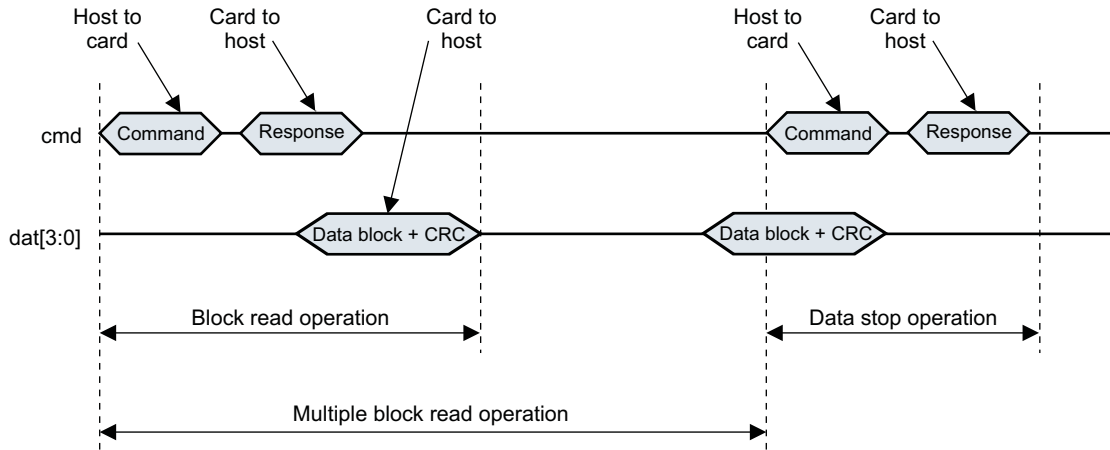 Host to
card
Card to
host
Card to
host
Host to
card
Card to
host
cmd
Command
Response
Command
Response
dat[3:0]
Data block + CRC
Data block + CRC
Block read operation
Data stop operation
Multiple block read operation